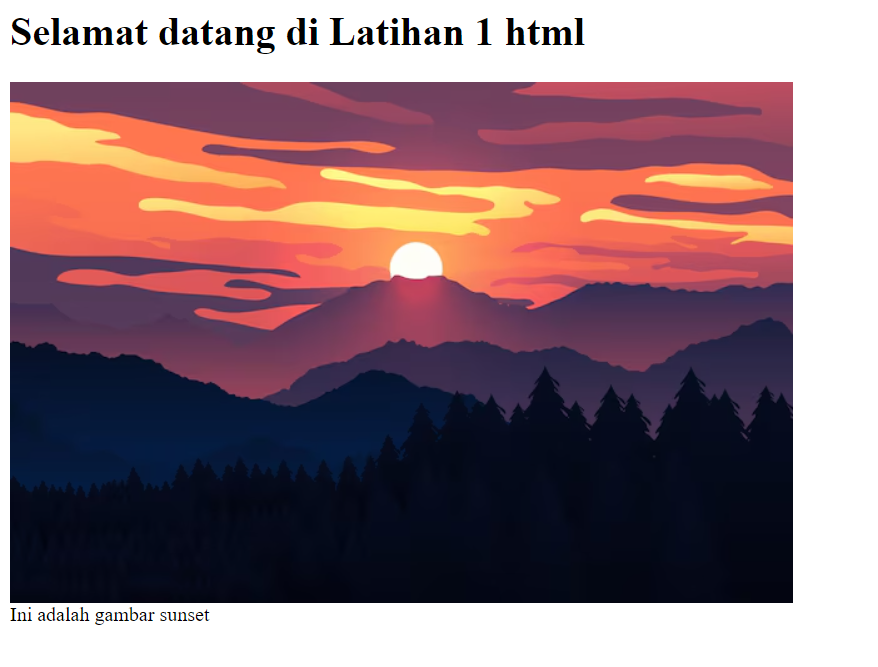 Selamat datang di Latihan 1 html
Ini adalah gambar sunset